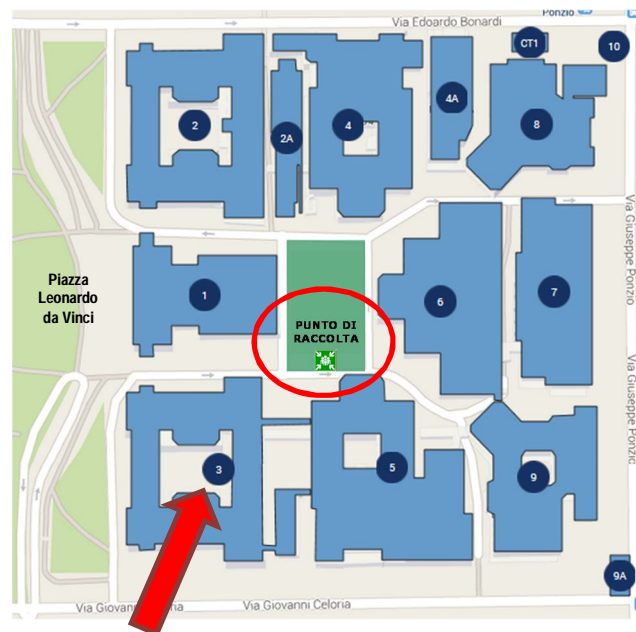 Ponzio
Via Edoardo Bonardi
CT1
10
4A
2
2A
4
8
Via Giuseppe Ponzio
Piazza
Leonardo
da Vinci
1
6
7
PUNTO DI
RACCOLTA
Via Giuseppe Ponzio
3
5
9
9A
Via Giovanni Celoria